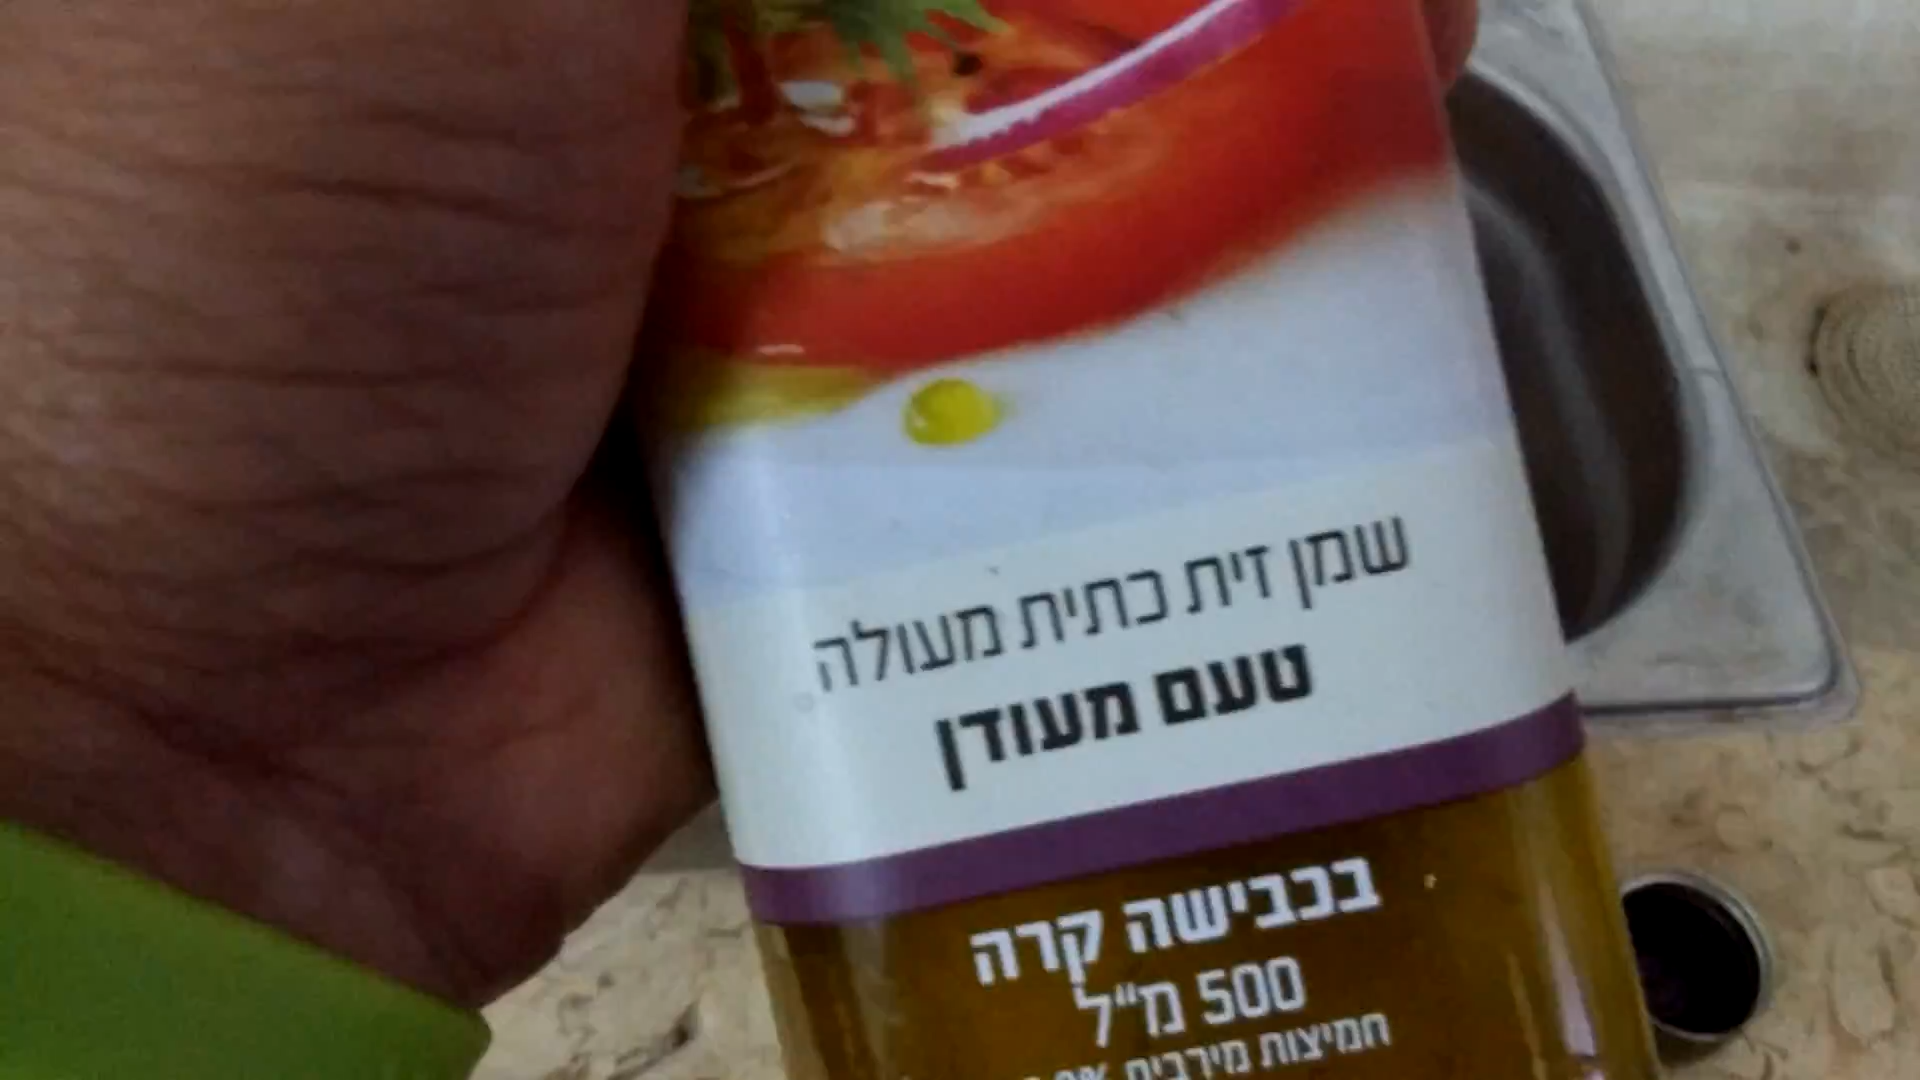 שמן זית כתית מעולה
טעם מעודן
בכבישה קרה
500 מ"ל
חמיצות מירבית